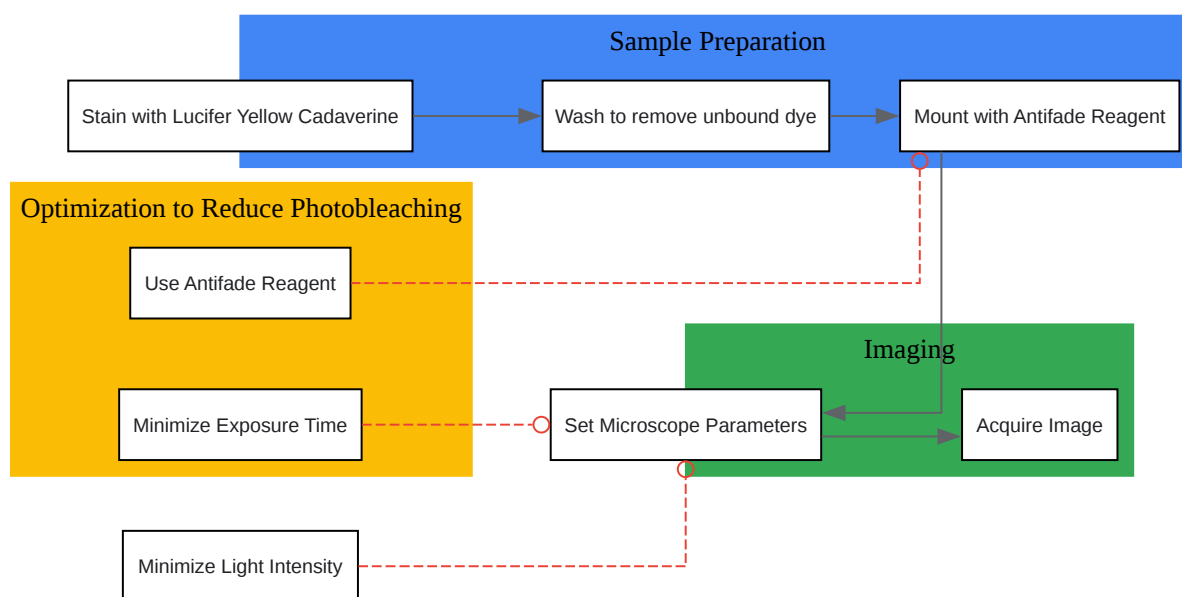 Sample Preparation
Stain with Lucifer Yellow Cadaverine
Wash to remove unbound dye
Mount with Antifade Reagent
Optimization to Reduce Photobleaching
Use Antifade Reagent
Imaging
Minimize Exposure Time
Set Microscope Parameters
Acquire Image
Minimize Light Intensity